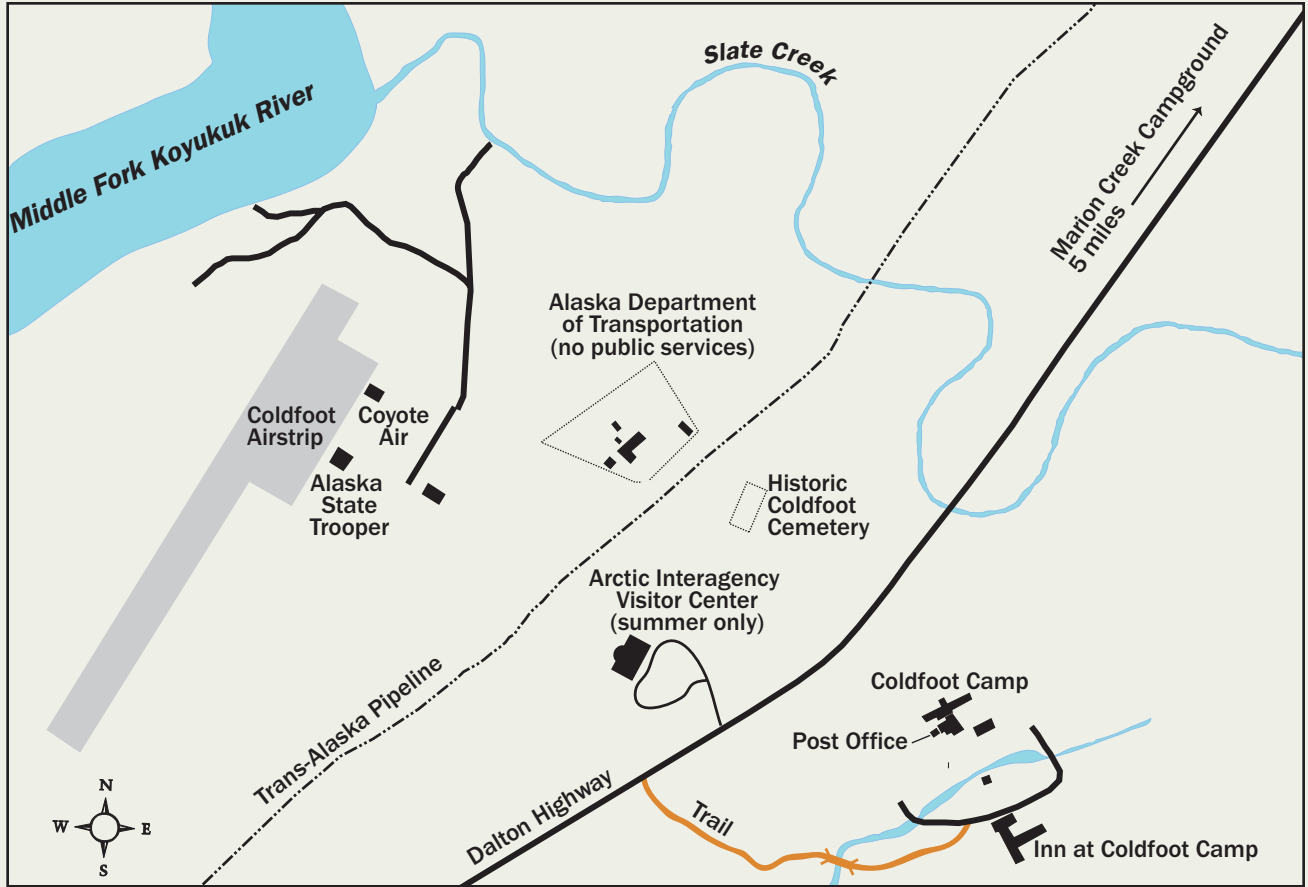 Slate Creek
Middle Fork Koyukuk River
Marion Creek Campground
5 miles
Alaska Department
of Transportation
(no public services)
Coldfoot
Airstrip
Coyote
Air
Alaska
State
Trooper
Historic
Coldfoot
Cemetery
Arctic Interagency
Visitor Center
(summer only)
Trans-Alaska Pipeline
Coldfoot Camp
Post Office
Dalton Highway
Trail
Inn at Coldfoot Camp
N
W E
S